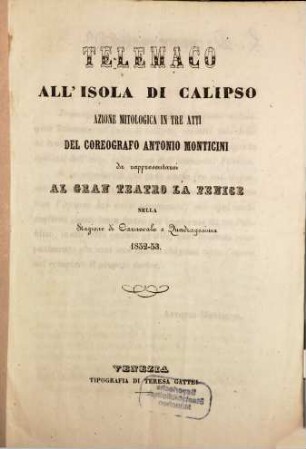 TELEMACO
ALL'ISOLA DI CALIPSO
AZIONE MITOLOGICA IN TRE ATTI
DEL COREOGRAFO ANTONIO MONTICINI
da rappresentarsi
AL GRAN TEATRO LA FENICE
NELLA
Stagione di Carnovale e Quadragesima
1852-53.
VENEZIA
TIPOGRAFIA DI TERESA GATTEI